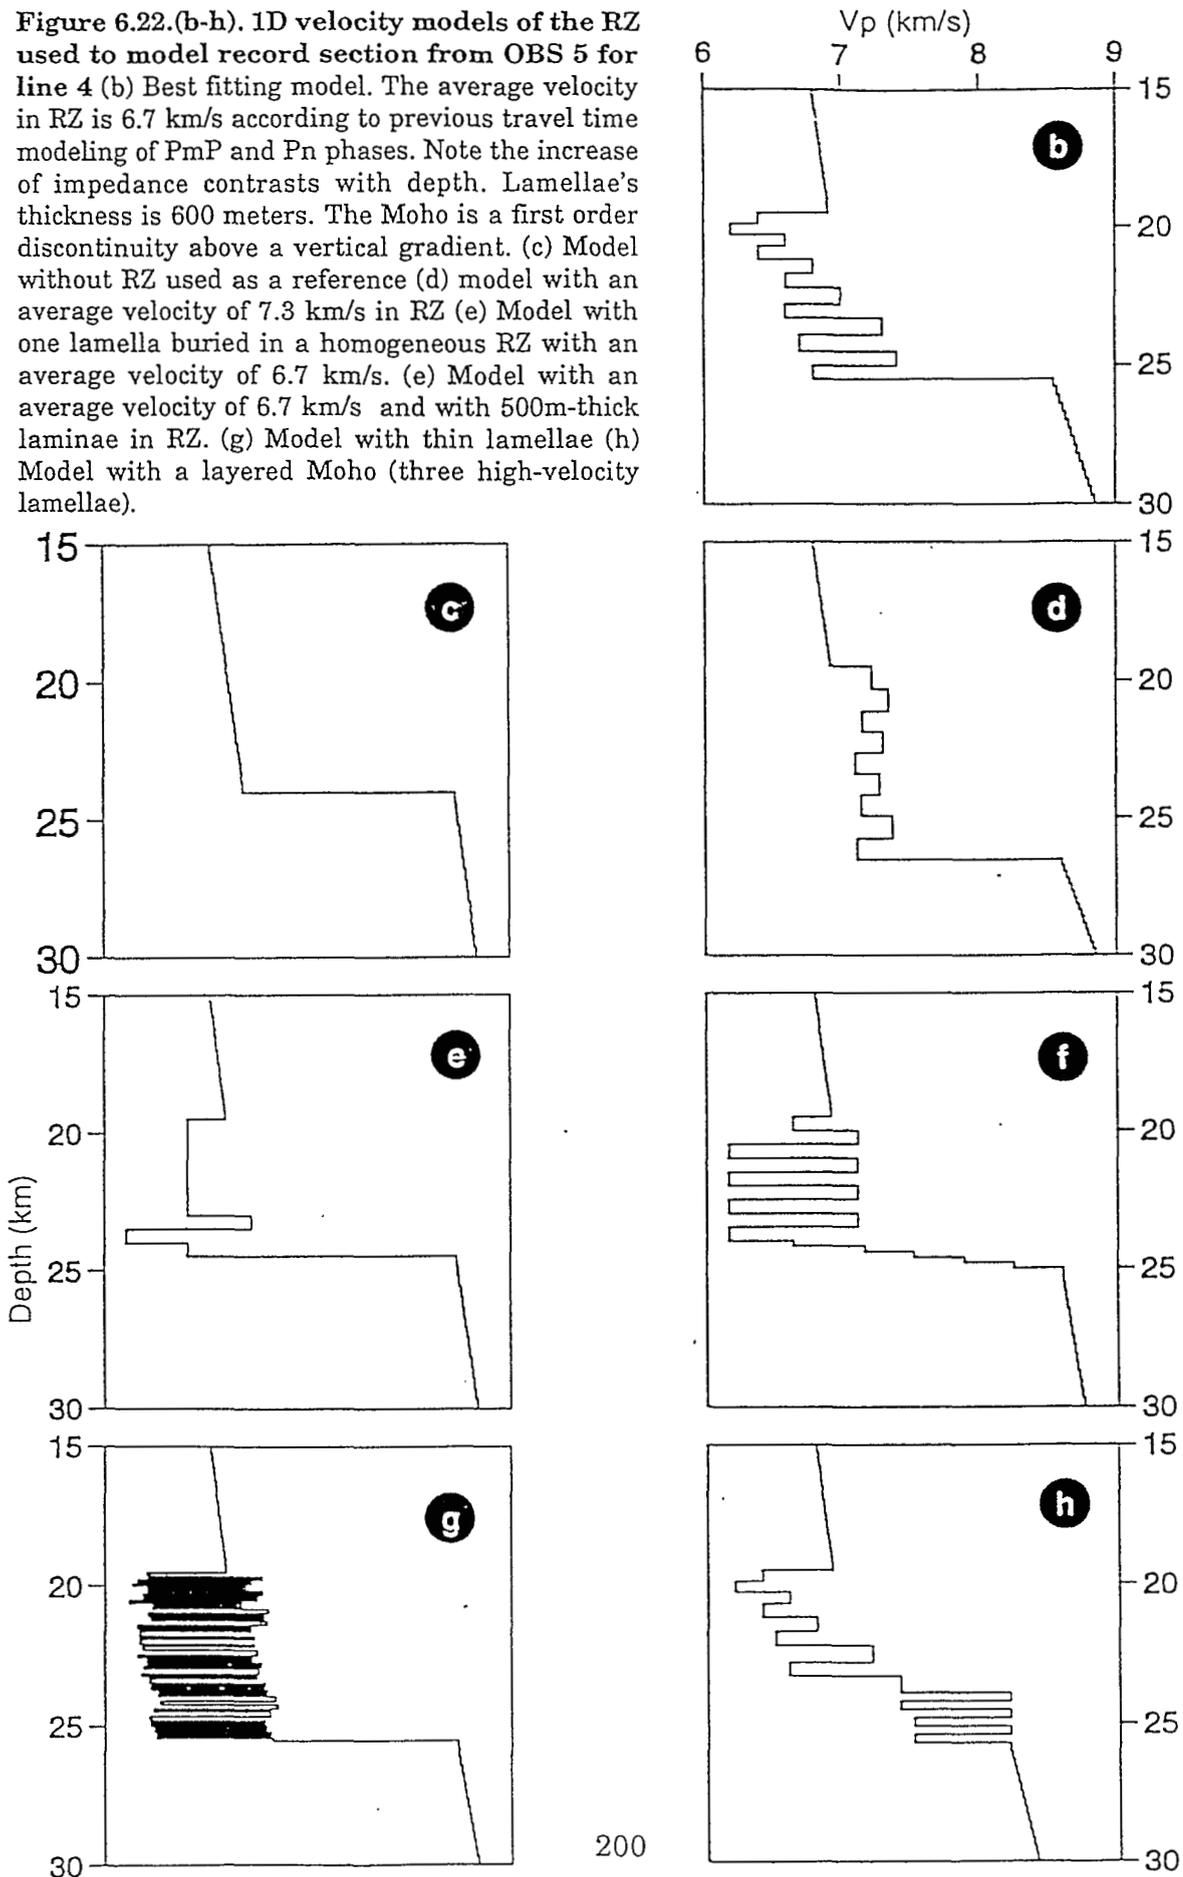 Figure 6.22.(b-h). 1D velocity models of the RZ
used to model record section from OBS 5 for
line 4 (b) Best fitting model. The average velocity
in RZ is 6.7 km/s according to previous travel time
modeling of PmP and Pn phases. Note the increase
of impedance contrasts with depth. Lamellae's
thickness is 600 meters. The Moho is a first order
discontinuity above a vertical gradient. (c) Model
without RZ used as a reference (d) model with an
average velocity of 7.3 km/s in RZ (e) Model with
one lamella buried in a homogeneous RZ with an
average velocity of 6.7 km/s. (e) Model with an
average velocity of 6.7 km/s and with 500m-thick
laminae in RZ. (g) Model with thin lamellae (h)
Model with a layered Moho (three high-velocity
lamellae).
Vp (km/s)
6 7 8 9
15
b
20
25
30
15
c
20
25
30
15
d
20
25
30
15
e
20
25
30
Depth (km)
15
f
20
25
30
15
g
20
25
30
15
h
20
25
30
200